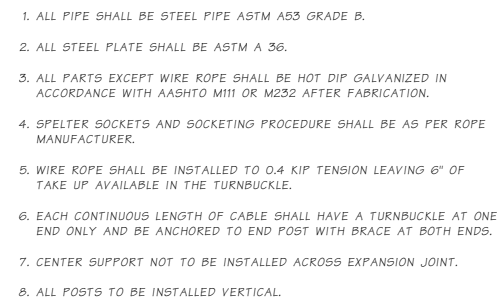 1. ALL PIPE SHALL BE STEEL PIPE ASTM A53 GRADE B.
2. ALL STEEL PLATE SHALL BE ASTM A 36.
3. ALL PARTS EXCEPT WIRE ROPE SHALL BE HOT DIP GALVANIZED IN
ACCORDANCE WITH AASHTO M111 OR M232 AFTER FABRICATION.
4. SPELTER SOCKETS AND SOCKETING PROCEDURE SHALL BE AS PER ROPE
MANUFACTURER.
5. WIRE ROPE SHALL BE INSTALLED TO 0.4 KIP TENSION LEAVING 6" OF
TAKE UP AVAILABLE IN THE TURNBUCKLE.
6. EACH CONTINUOUS LENGTH OF CABLE SHALL HAVE A TURNBUCKLE AT ONE
END ONLY AND BE ANCHORED TO END POST WITH BRACE AT BOTH ENDS.
7. CENTER SUPPORT NOT TO BE INSTALLED ACROSS EXPANSION JOINT.
8. ALL POSTS TO BE INSTALLED VERTICAL.